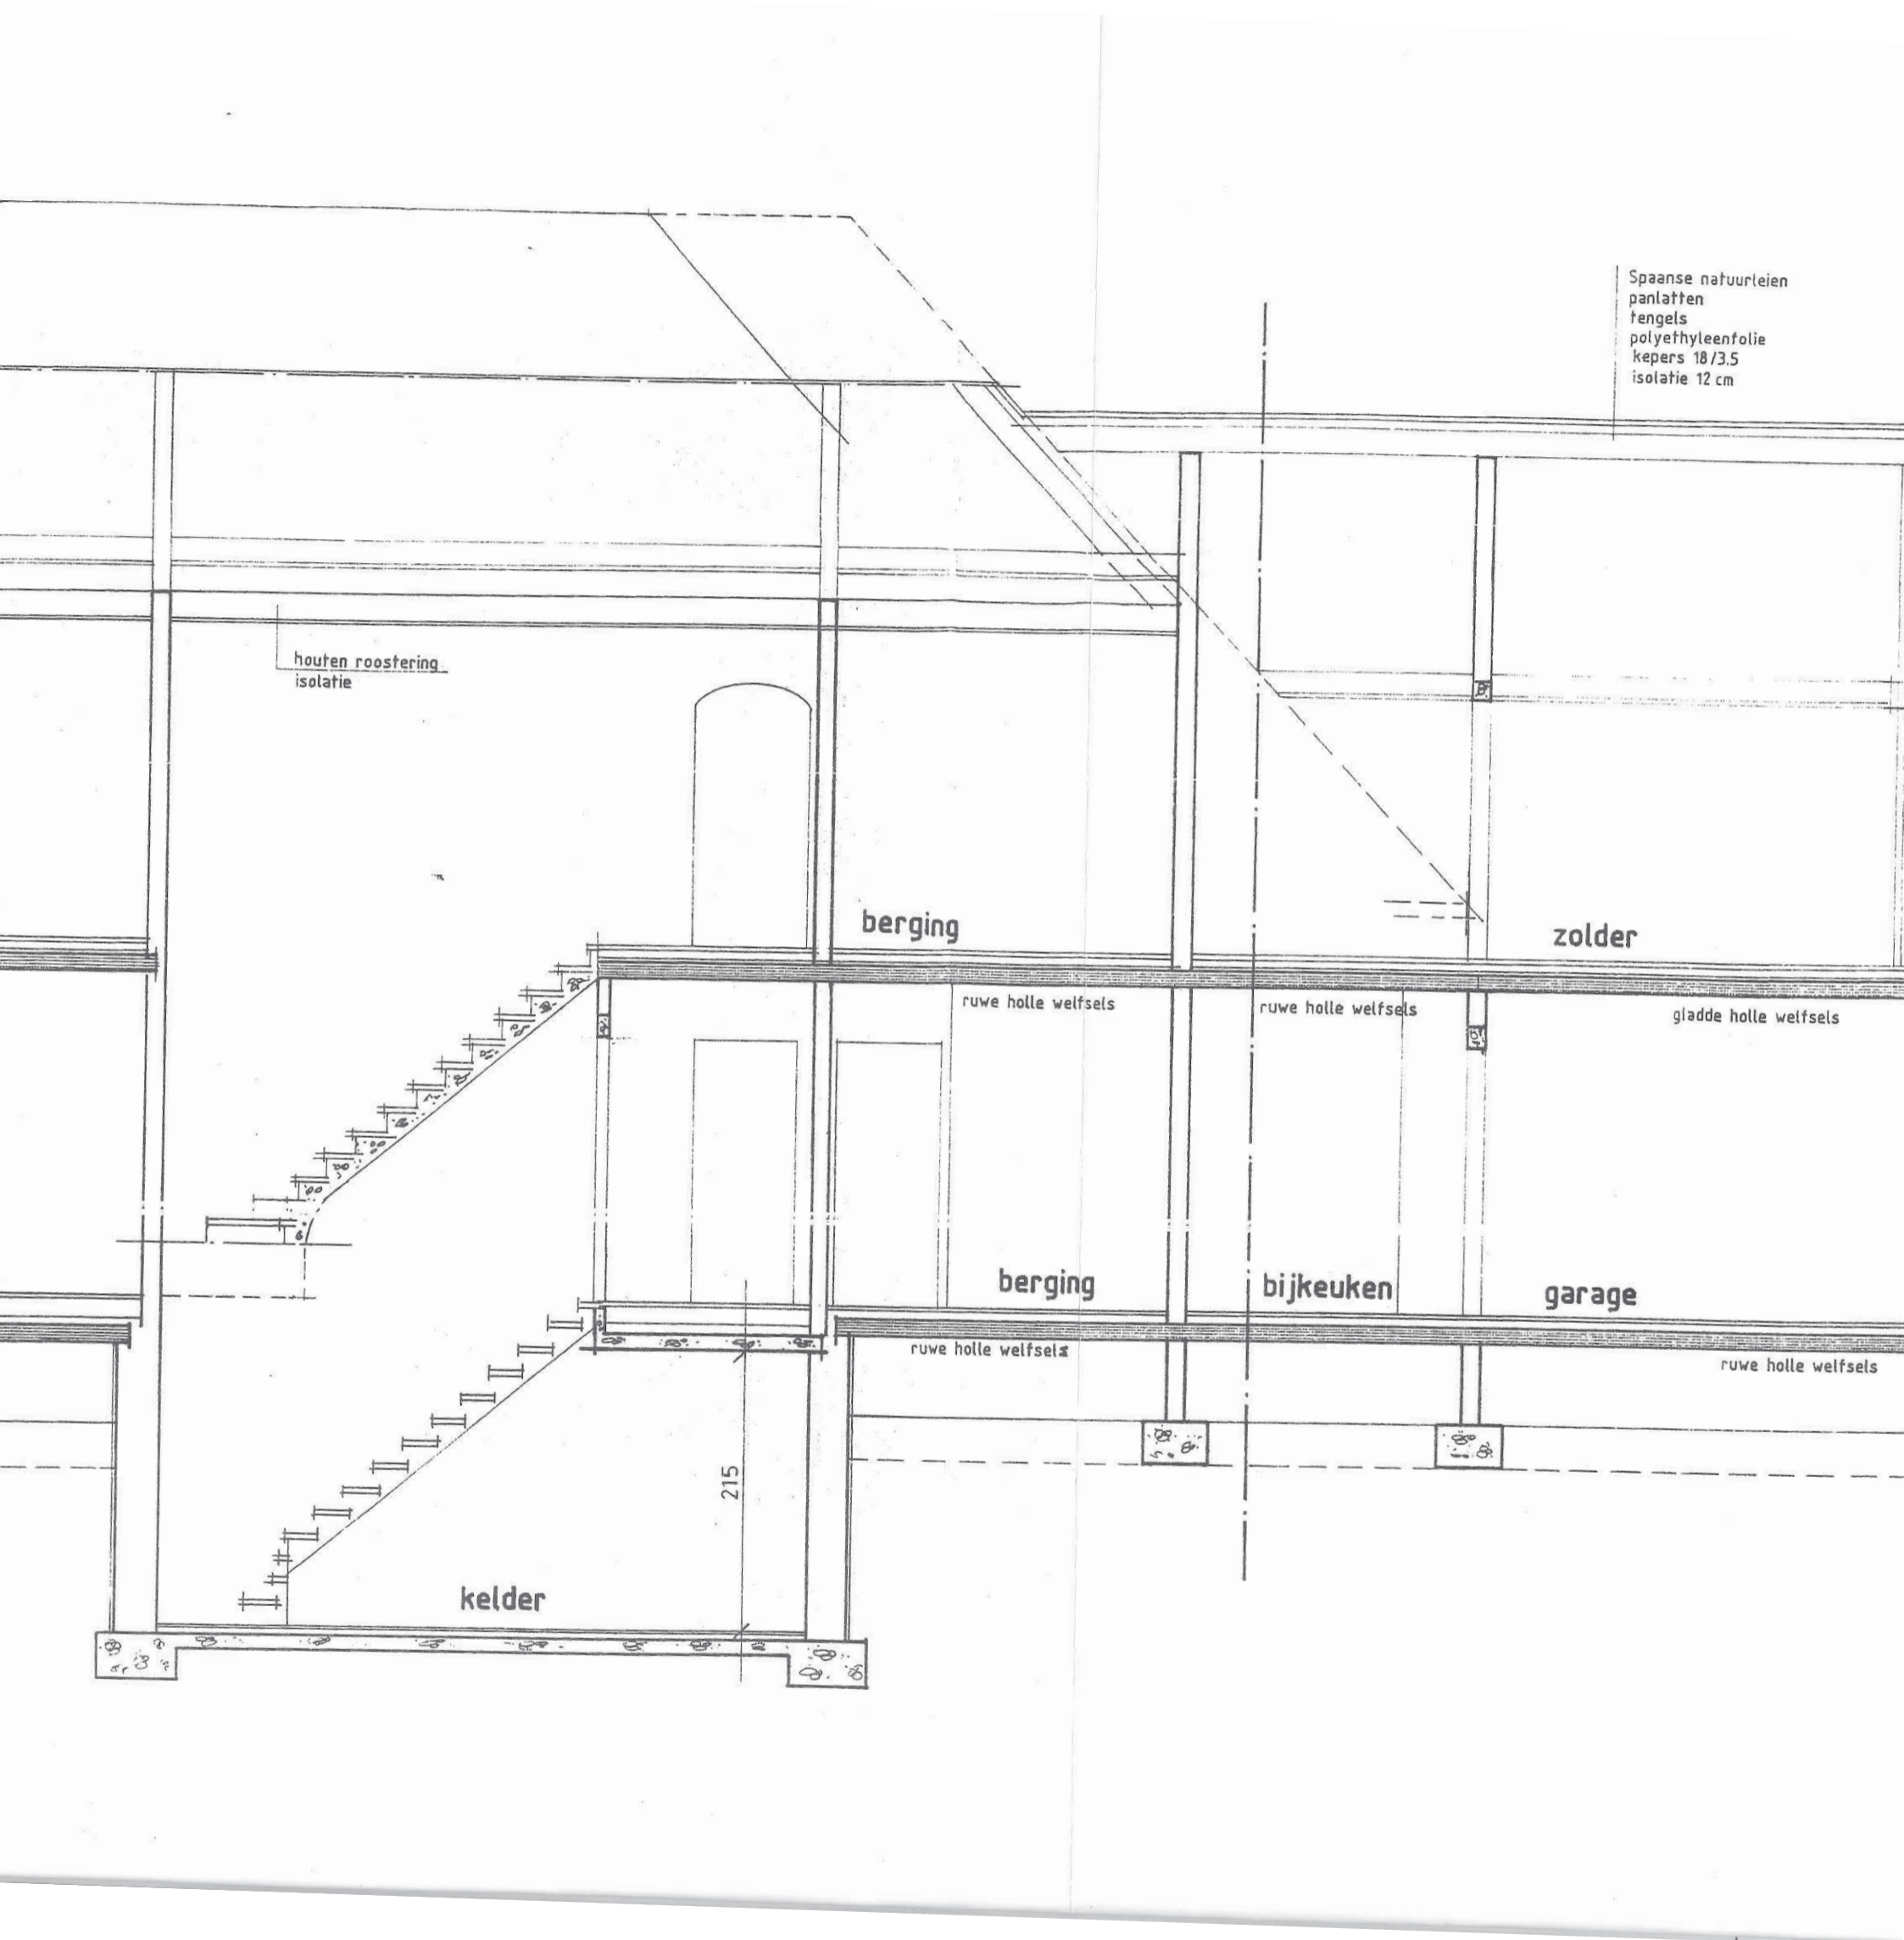 Spaanse natuurleien
panlatten
tengels
polyethyleenfolie
kepers 18/3.5
isolatie 12 cm
houten roostering
isolatie
berging
zolder
ruwe holle welfsels
ruwe holle welfsels
gladde holle welfsels
berging
bijkeuken
garage
ruwe holle welfsels
ruwe holle welfsels
215
kelder